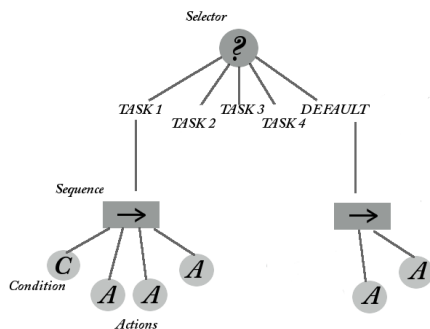 Selector
?
TASK 1
TASK 2
TASK 3
TASK 4
DEFAULT
Sequence
C
A
A
A
A
A
Condition
Actions